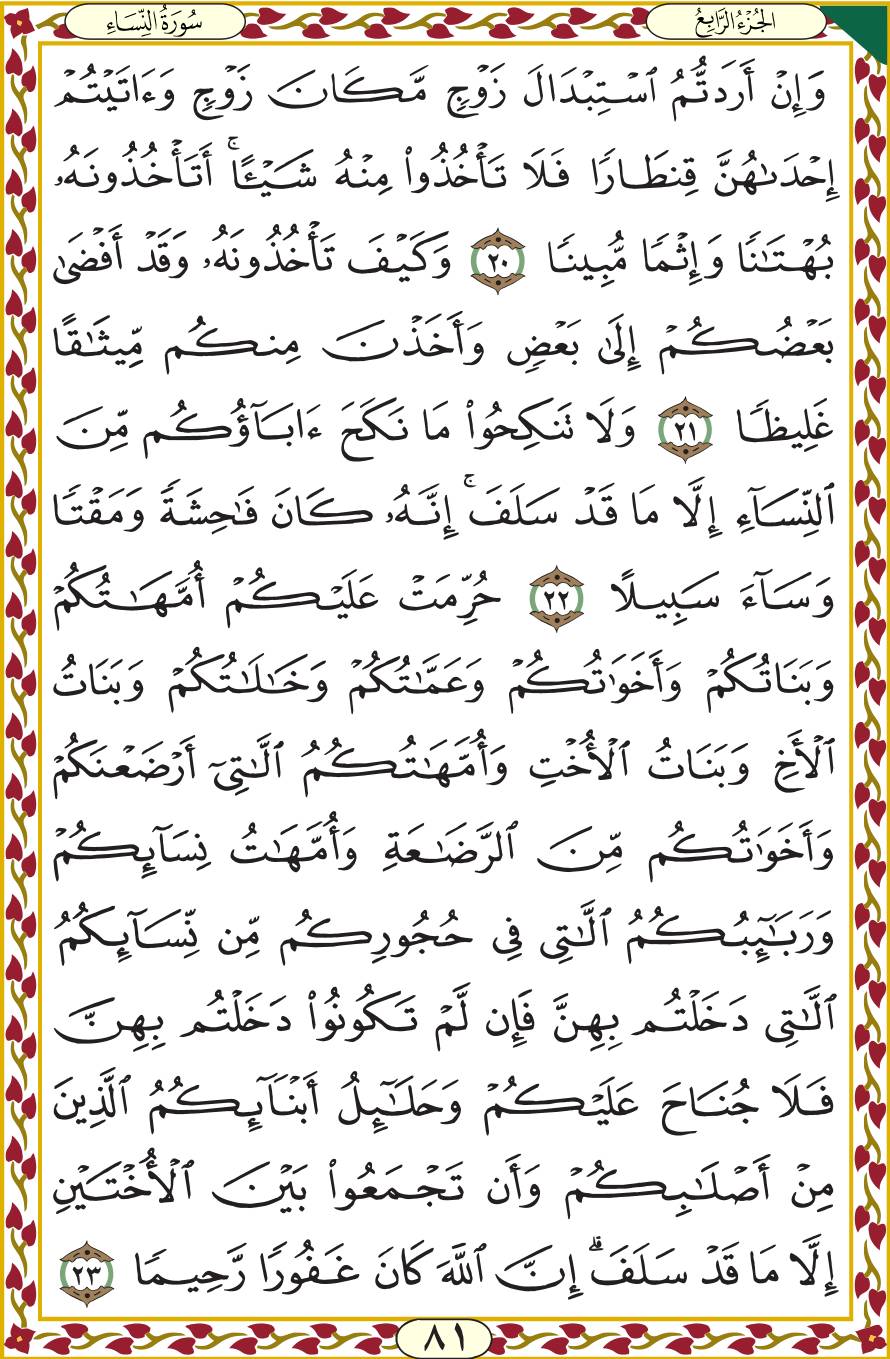 الجُزْءُ الرَّابِعُ
سُورَةُ النِّسَاءِ
وَإِنْ أَرَدتُّمُ ٱسْتِبْدَالَ زَوْجٍ مَّكَانَ زَوْجٍ وَءَاتَيْتُمْ
إِحْدَىٰهُنَّ قِنطَارًا فَلَا تَأْخُذُوا۟ مِنْهُ شَيْـًٔا ۚ أَتَأْخُذُونَهُۥ
بُهْتَـٰنًا وَإِثْمًا مُّبِينًا ٢٠ وَكَيْفَ تَأْخُذُونَهُۥ وَقَدْ أَفْضَىٰ
بَعْضُكُمْ إِلَىٰ بَعْضٍ وَأَخَذْنَ مِنكُم مِّيثَـٰقًا
غَلِيظًا ٢١ وَلَا تَنكِحُوا۟ مَا نَكَحَ ءَابَآؤُكُم مِّنَ
ٱلنِّسَآءِ إِلَّا مَا قَدْ سَلَفَ ۚ إِنَّهُۥ كَانَ فَـٰحِشَةً وَمَقْتًا
وَسَآءَ سَبِيلًا ٢٢ حُرِّمَتْ عَلَيْكُمْ أُمَّهَـٰتُكُمْ
وَبَنَاتُكُمْ وَأَخَوَٰتُكُمْ وَعَمَّـٰتُكُمْ وَخَـٰلَـٰتُكُمْ وَبَنَاتُ
ٱلْأَخِ وَبَنَاتُ ٱلْأُخْتِ وَأُمَّهَـٰتُكُمُ ٱلَّـٰتِىٓ أَرْضَعْنَكُمْ
وَأَخَوَٰتُكُم مِّنَ ٱلرَّضَـٰعَةِ وَأُمَّهَـٰتُ نِسَآئِكُمْ
وَرَبَـٰٓئِبُكُمُ ٱلَّـٰتِى فِى حُجُورِكُم مِّن نِّسَآئِكُمُ
ٱلَّـٰتِى دَخَلْتُم بِهِنَّ فَإِن لَّمْ تَكُونُوا۟ دَخَلْتُم بِهِنَّ
فَلَا جُنَاحَ عَلَيْكُمْ وَحَلَـٰٓئِلُ أَبْنَآئِكُمُ ٱلَّذِينَ
مِنْ أَصْلَـٰبِكُمْ وَأَن تَجْمَعُوا۟ بَيْنَ ٱلْأُخْتَيْنِ
إِلَّا مَا قَدْ سَلَفَ ۗ إِنَّ ٱللَّهَ كَانَ غَفُورًا رَّحِيمًا ٢٣
٨١